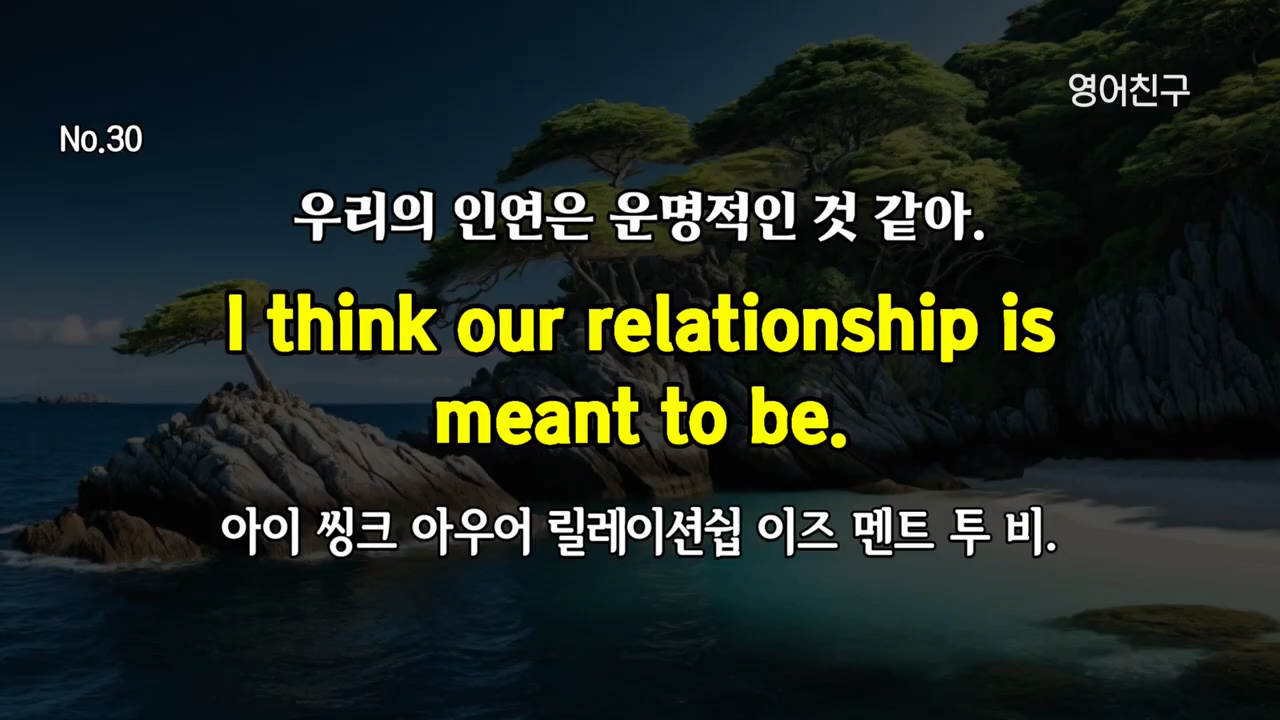 영어친구
No.30
우리의 인연은 운명적인 것 같아.
I think our relationship is
meant to be.
아이 씽크 아우어 릴레이션쉽 이즈 멘트 투 비.